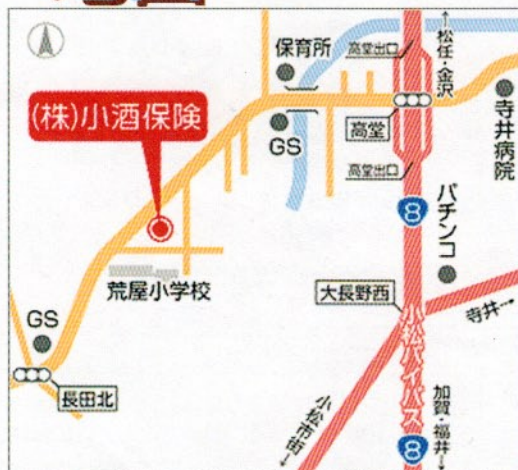 ←松任・金沢
保育所
高堂出口
(株)小酒保険
GS
高堂
寺井病院
高堂出口
8
パチンコ
荒屋小学校
大長野西
寺井→
GS
小松バイパス
長田北
小松市街→
加賀・福井→
8